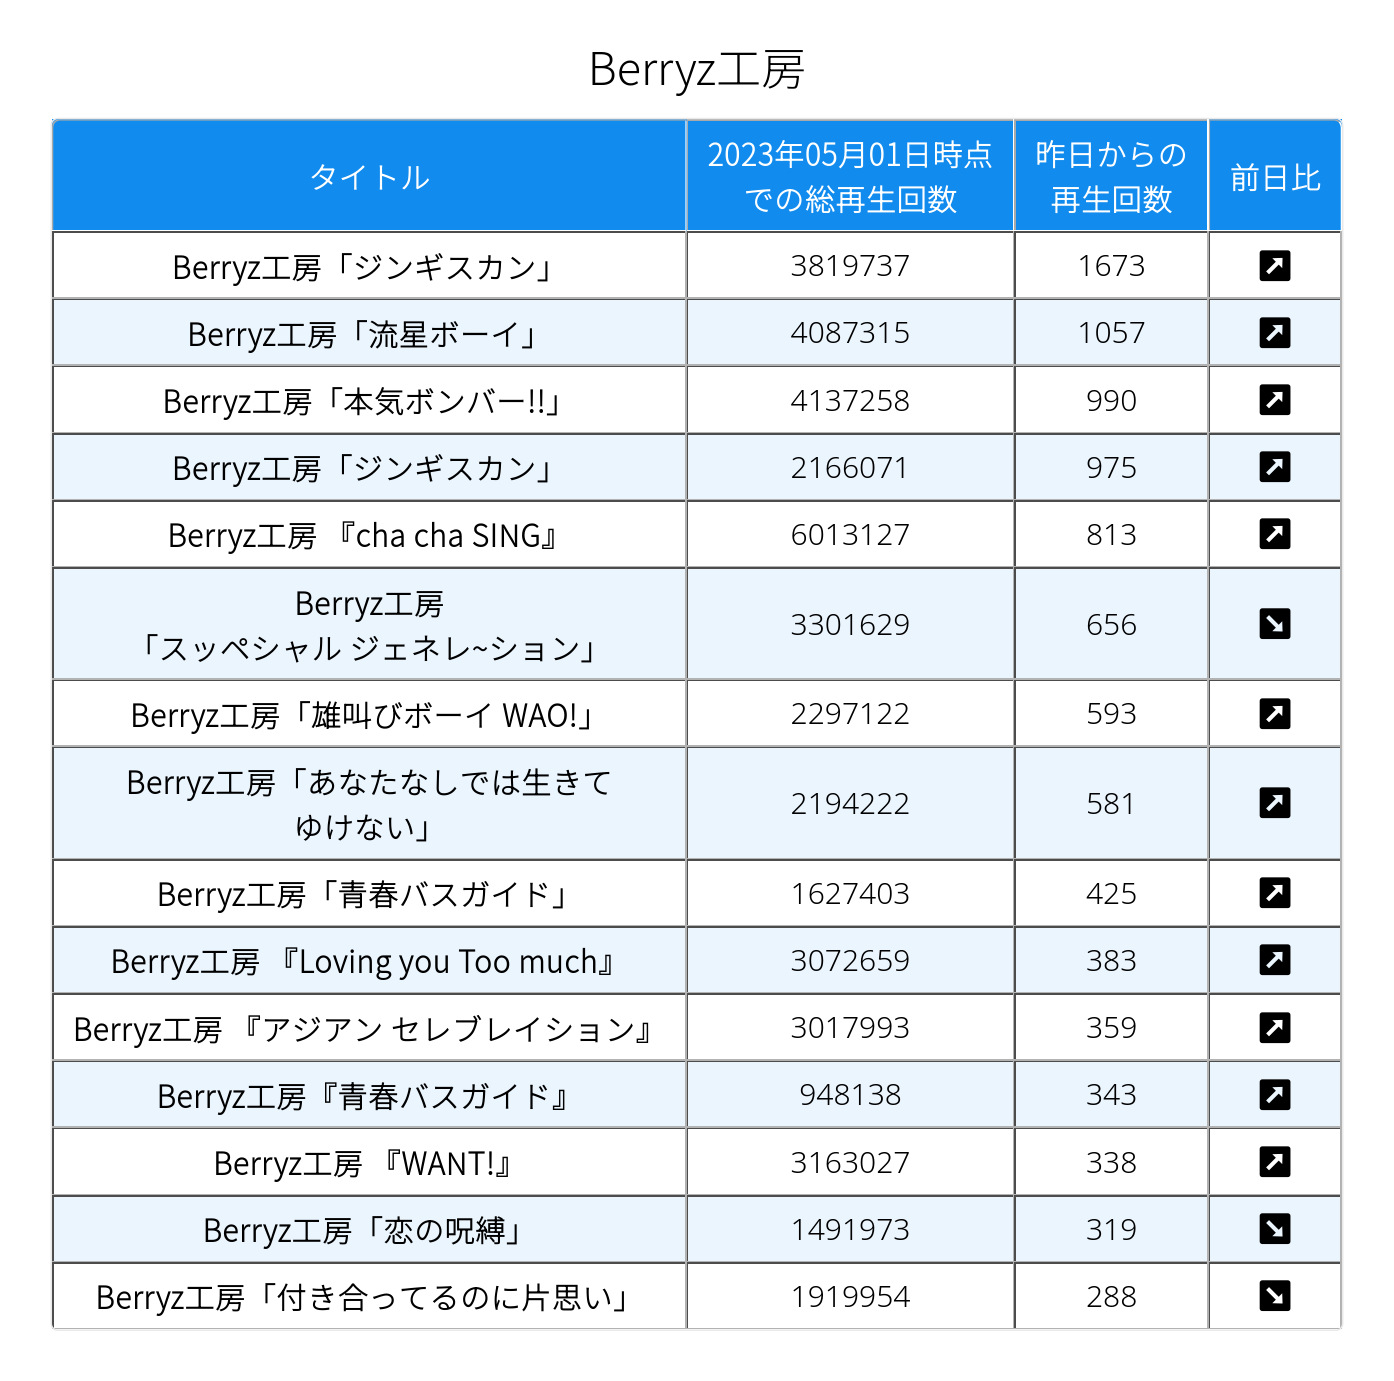 Berryz工房
タイトル
2023年05月01日時点
での総再生回数
昨日からの
再生回数
前日比
Berryz工房「ジンギスカン」 3819737 1673 ↗
Berryz工房「流星ボーイ」 4087315 1057 ↗
Berryz工房「本気ボンバー!!」 4137258 990 ↗
Berryz工房「ジンギスカン」 2166071 975 ↗
Berryz工房 『cha cha SING』 6013127 813 ↗
Berryz工房
「スッペシャル ジェネレ~ション」 3301629 656 ↘
Berryz工房「雄叫びボーイ WAO!」 2297122 593 ↗
Berryz工房「あなたなしでは生きて
ゆけない」 2194222 581 ↗
Berryz工房「青春バスガイド」 1627403 425 ↗
Berryz工房 『Loving you Too much』 3072659 383 ↗
Berryz工房 『アジアン セレブレイション』 3017993 359 ↗
Berryz工房『青春バスガイド』 948138 343 ↗
Berryz工房 『WANT!』 3163027 338 ↗
Berryz工房「恋の呪縛」 1491973 319 ↘
Berryz工房「付き合ってるのに片思い」 1919954 288 ↘